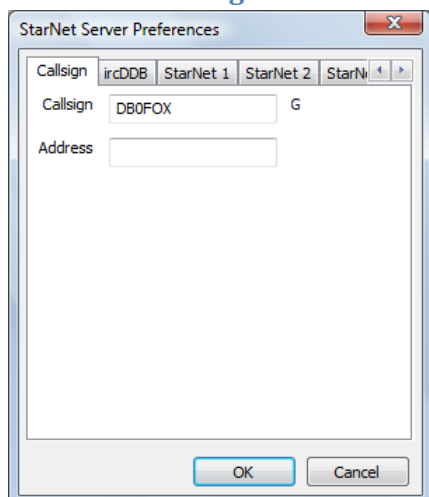 StarNet Server Preferences
Callsign ircDDB StarNet 1 StarNet 2
Callsign DB0FOX G
Address
OK Cancel